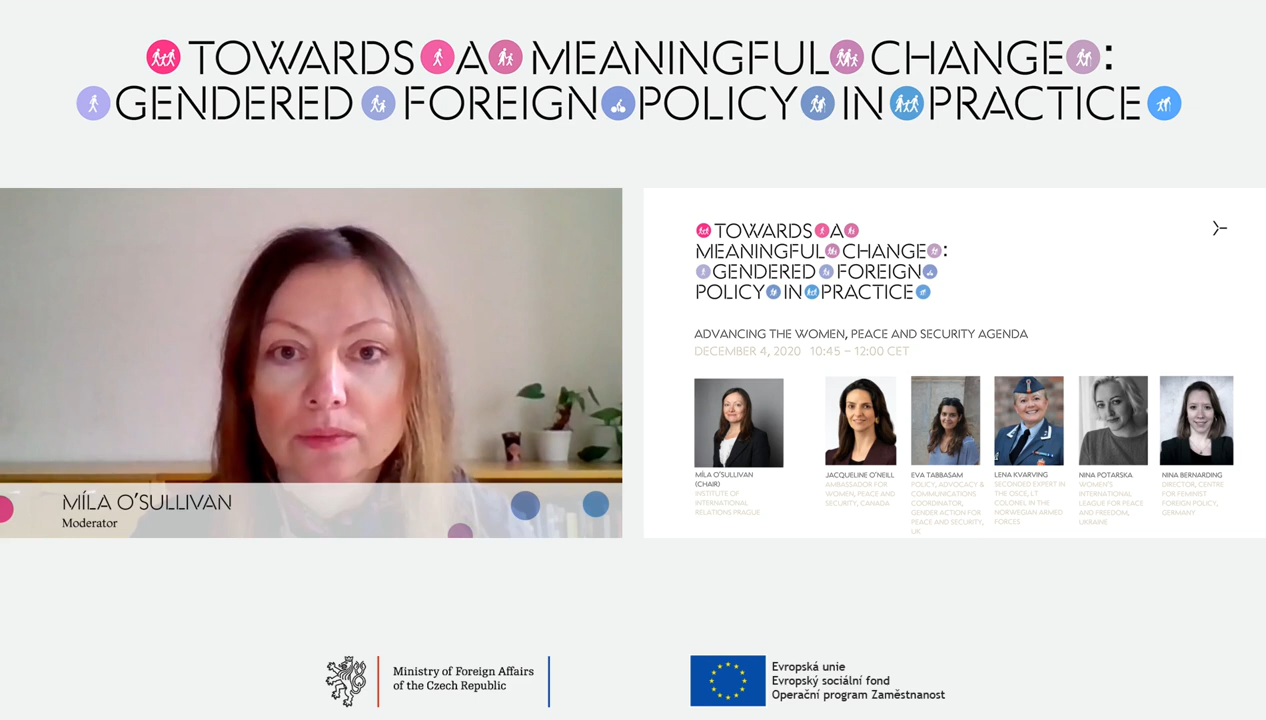 TOWARDS A MEANINGFUL CHANGE:
GENDERED FOREIGN POLICY IN PRACTICE
MÍLA O'SULLIVAN
Moderator
TOWARDS A
MEANINGFUL CHANGE:
GENDERED FOREIGN
POLICY IN PRACTICE
ADVANCING THE WOMEN, PEACE AND SECURITY AGENDA
DECEMBER 4, 2020 10:45 – 12:00 CET
MÍLA O'SULLIVAN
(CHAIR)
INSTITUTE OF
INTERNATIONAL
RELATIONS PRAGUE
JACQUELINE O'NEILL
AMBASSADOR FOR
WOMEN, PEACE AND
SECURITY, CANADA
EVA TABBASAM
POLICY, ADVOCACY &
COMMUNICATIONS
COORDINATOR,
GENDER ACTION FOR
PEACE AND SECURITY,
UK
LENA KVARVING
SECONDED EXPERT IN
THE OSCE, LT
COLONEL IN THE
NORWEGIAN ARMED
FORCES
NINA POTARSKA
WOMEN'S
INTERNATIONAL
LEAGUE FOR PEACE
AND FREEDOM,
UKRAINE
NINA BERNARDING
DIRECTOR, CENTRE
FOR FEMINIST
FOREIGN POLICY,
GERMANY
Ministry of Foreign Affairs
of the Czech Republic
Evropská unie
Evropský sociální fond
Operační program Zaměstnanost